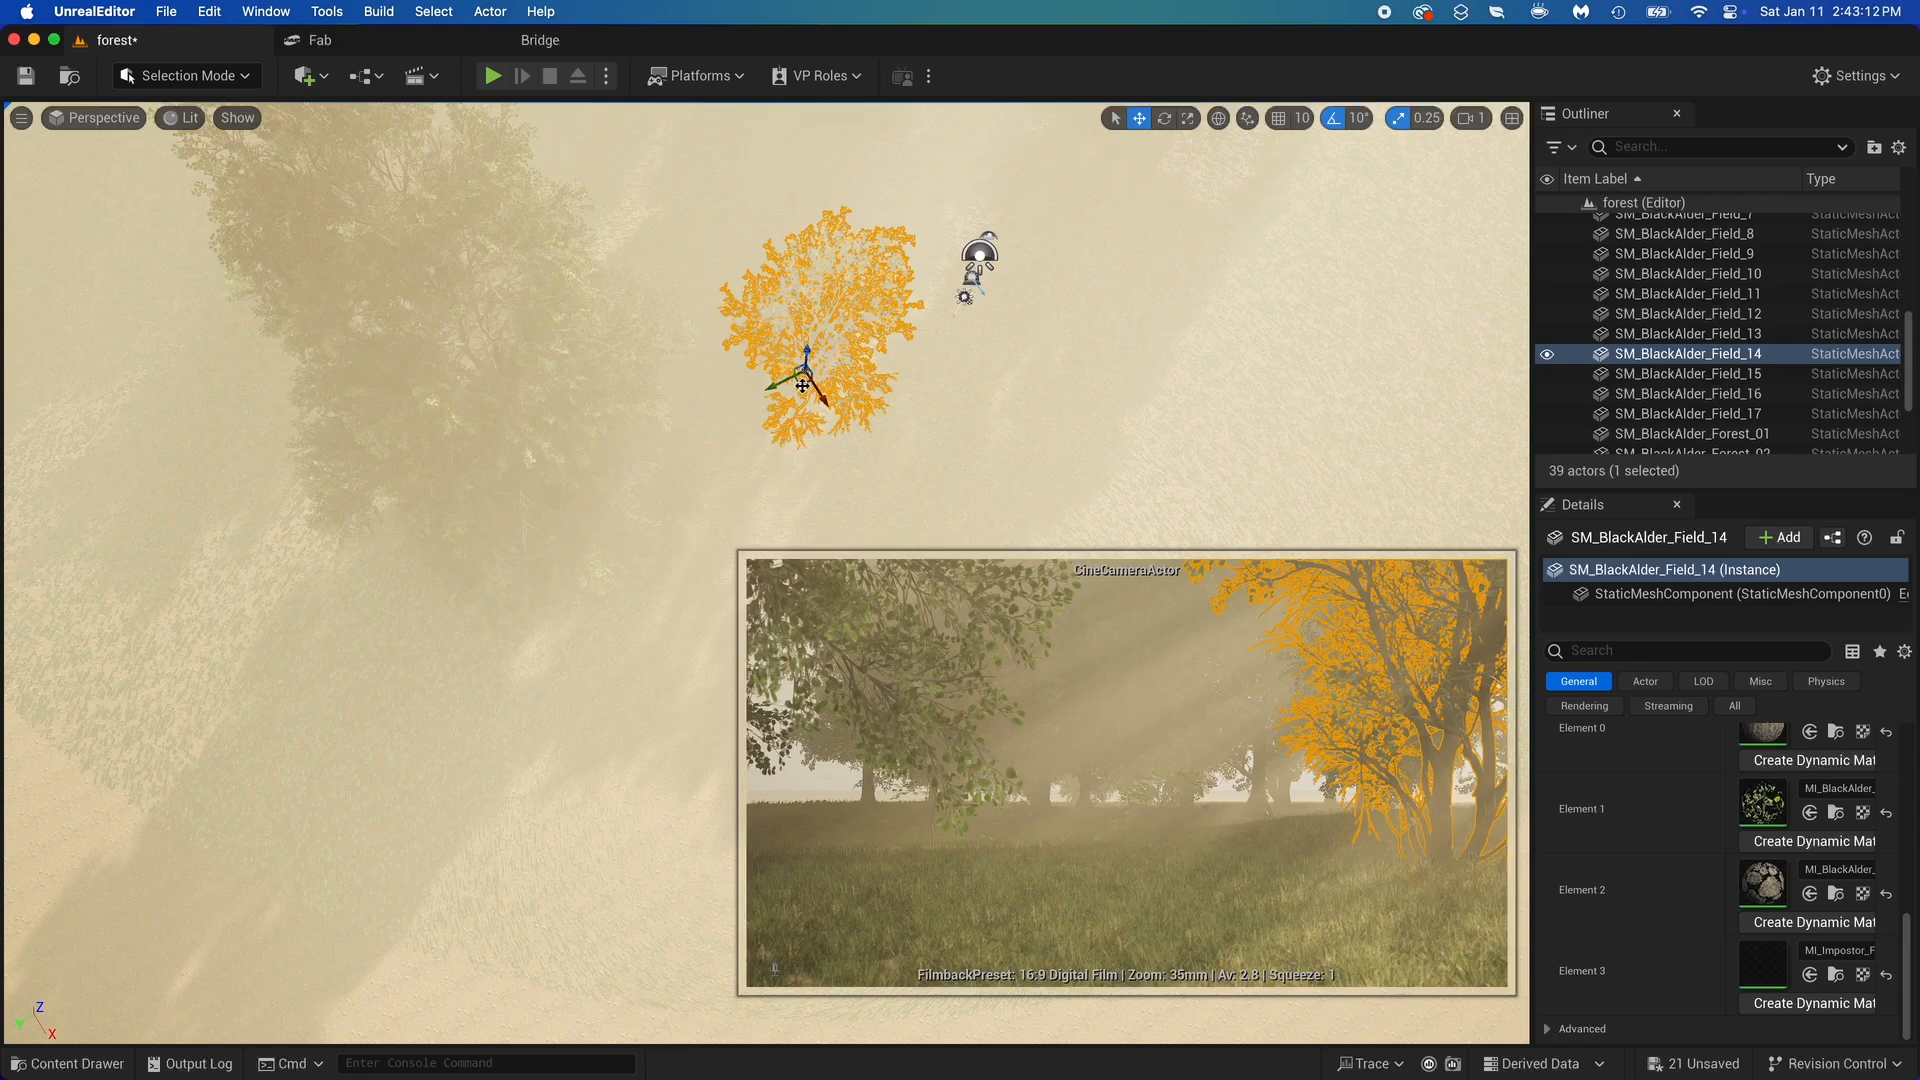 UnrealEditor File Edit Window Tools Build Select Actor Help
Sat Jan 11 2:43:12 PM
forest*
Fab
Bridge
Selection Mode
Platforms
VP Roles
Settings
Perspective
Lit
Show
10
10°
0.25
1
Outliner
Search...
Item Label
Type
forest (Editor)
SM_BlackAlder_Field_7 StaticMeshAct
SM_BlackAlder_Field_8 StaticMeshAct
SM_BlackAlder_Field_9 StaticMeshAct
SM_BlackAlder_Field_10 StaticMeshAct
SM_BlackAlder_Field_11 StaticMeshAct
SM_BlackAlder_Field_12 StaticMeshAct
SM_BlackAlder_Field_13 StaticMeshAct
SM_BlackAlder_Field_14 StaticMeshAct
SM_BlackAlder_Field_15 StaticMeshAct
SM_BlackAlder_Field_16 StaticMeshAct
SM_BlackAlder_Field_17 StaticMeshAct
SM_BlackAlder_Forest_01 StaticMeshAct
SM_BlackAlder_Forest_02 StaticMeshAct
39 actors (1 selected)
Details
SM_BlackAlder_Field_14
Add
SM_BlackAlder_Field_14 (Instance)
StaticMeshComponent (StaticMeshComponent0)
Search
General
Actor
LOD
Misc
Physics
Rendering
Streaming
All
Element 0
Create Dynamic Mat
MI_BlackAlder_
Element 1
Create Dynamic Mat
MI_BlackAlder_
Element 2
Create Dynamic Mat
MI_Impostor_F
Element 3
Create Dynamic Mat
Advanced
CineCameraActor
FilmbackPreset: 16:9 Digital Film | Zoom: 35mm | Av: 2.8 | Squeeze: 1
Z
Y
X
Content Drawer
Output Log
Cmd
Enter Console Command
Trace
Derived Data
21 Unsaved
Revision Control